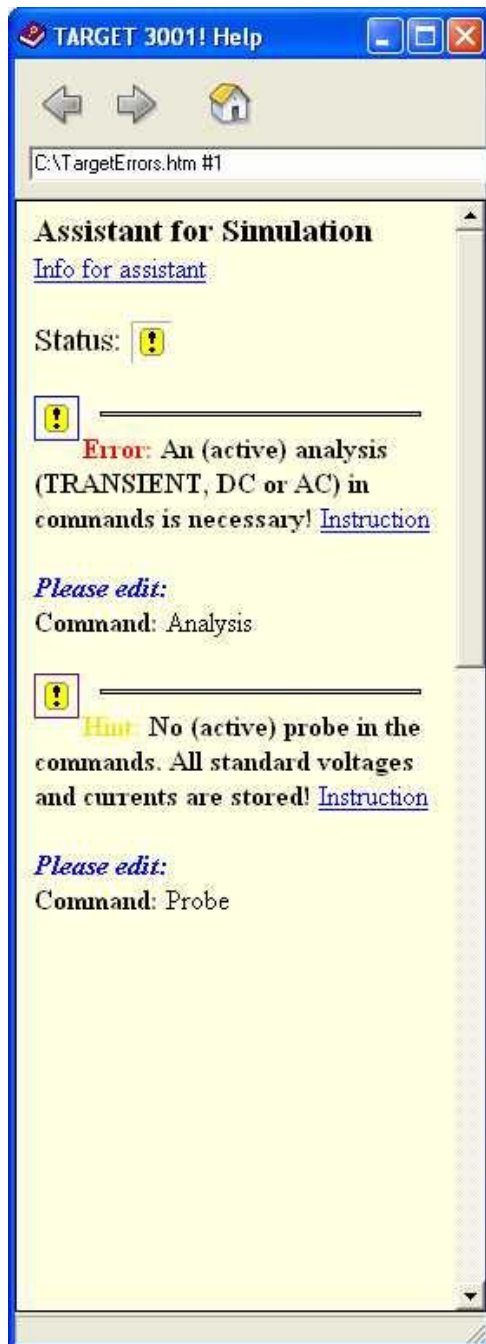 TARGET 3001! Help
C:\TargetErrors.htm #1
Assistant for Simulation
Info for assistant
Status:
Error: An (active) analysis
(TRANSIENT, DC or AC) in
commands is necessary! Instruction
Please edit:
Command: Analysis
Hint: No (active) probe in the
commands. All standard voltages
and currents are stored! Instruction
Please edit:
Command: Probe